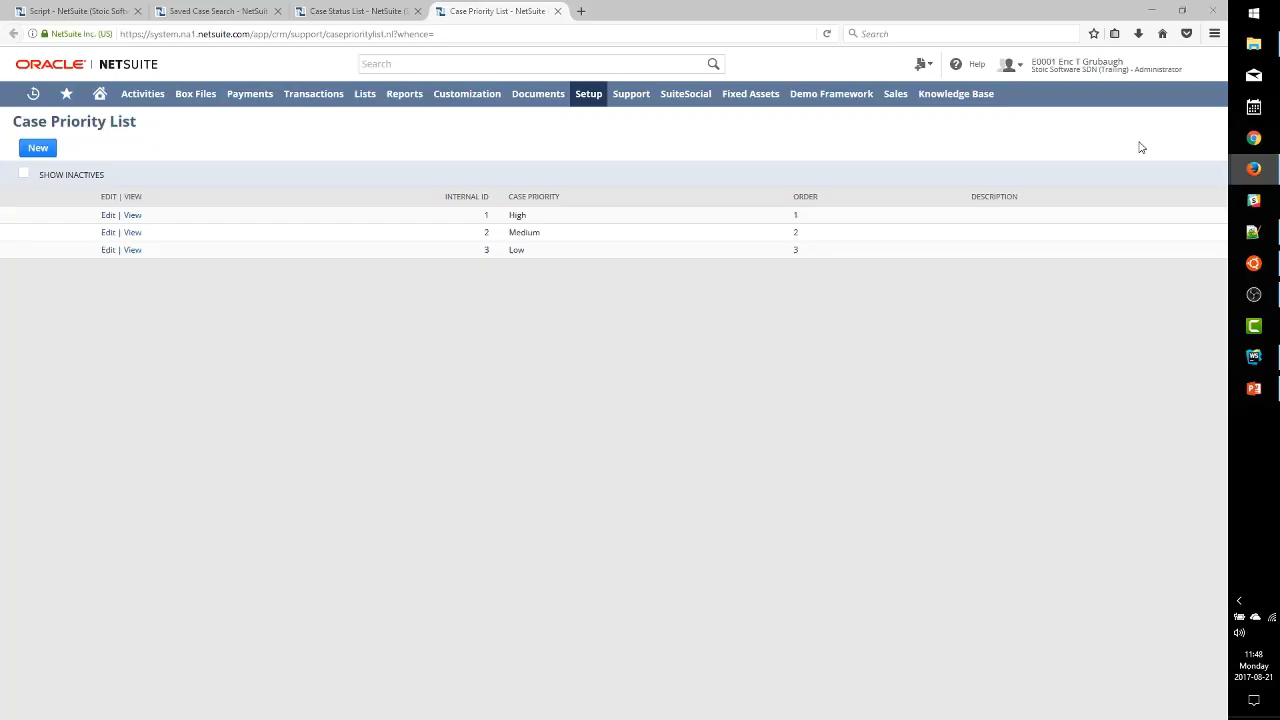 Script - NetSuite (Stoic Softw
Saved Case Search - NetSuit
Case Status List - NetSuite (
Case Priority List - NetSuite
NetSuite Inc. (US)
https://system.na1.netsuite.com/app/crm/support/caseprioritylist.nl?whence=
Search
ORACLE NETSUITE
Search
Help
E0001 Eric T Grubaugh
Stoic Software SDN (Trailing) - Administrator
Activities Box Files Payments Transactions Lists Reports Customization Documents Setup Support SuiteSocial Fixed Assets Demo Framework Sales Knowledge Base
Case Priority List
New
SHOW INACTIVES
EDIT | VIEW INTERNAL ID CASE PRIORITY ORDER DESCRIPTION
Edit | View 1 High 1
Edit | View 2 Medium 2
Edit | View 3 Low 3
11:48
Monday
2017-08-21